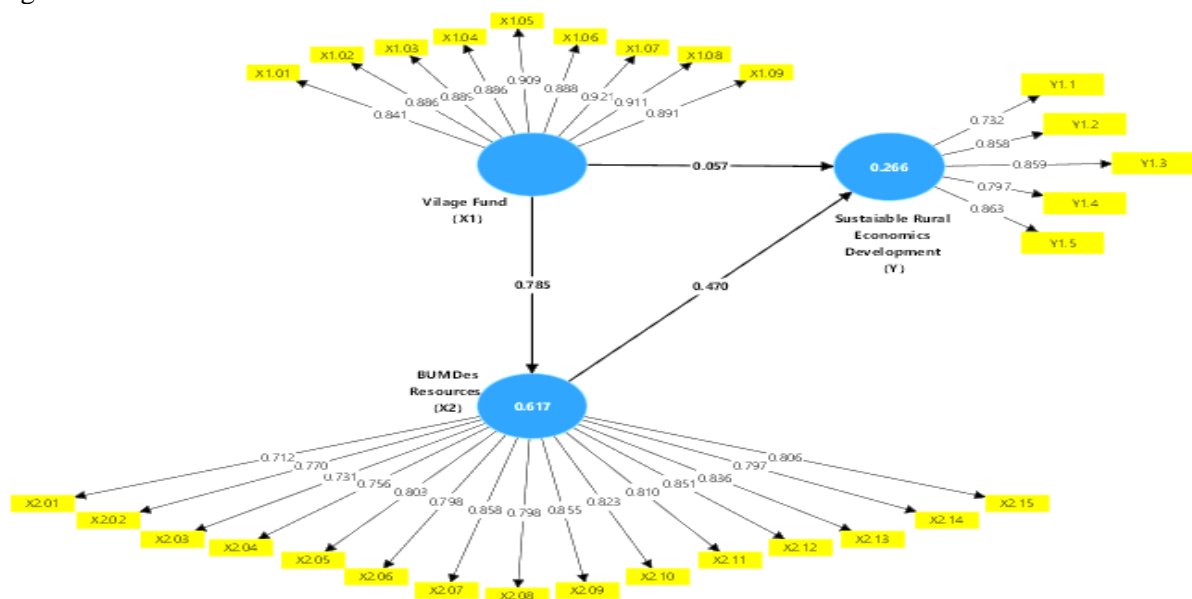 X1.05
X1.04
X1.06
X1.03
X1.07
X1.02
X1.08
X1.01
X1.09
0.841
0.886
0.885
0.886
0.909
0.888
0.921
0.911
0.891
Vilage Fund
(X1)
0.057
0.266
Sustaiable Rural
Economics
Development
(Y)
Y1.1
Y1.2
Y1.3
Y1.4
Y1.5
0.732
0.858
0.859
0.797
0.863
0.785
0.470
BUMDes
Resources
(X2)
0.617
0.712
0.770
0.731
0.756
0.803
0.798
0.858
0.798
0.855
0.823
0.810
0.851
0.836
0.797
0.806
X2.01
X2.02
X2.03
X2.04
X2.05
X2.06
X2.07
X2.08
X2.09
X2.10
X2.11
X2.12
X2.13
X2.14
X2.15